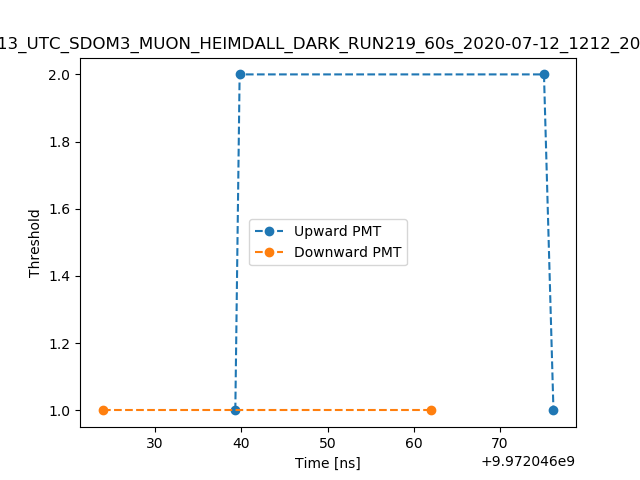 13_UTC_SDOM3_MUON_HEIMDALL_DARK_RUN219_60s_2020-07-12_1212_20
2.0
1.8
1.6
1.4
1.2
1.0
Threshold
Upward PMT
Downward PMT
30 40 50 60 70
Time [ns]
+9.972046e9